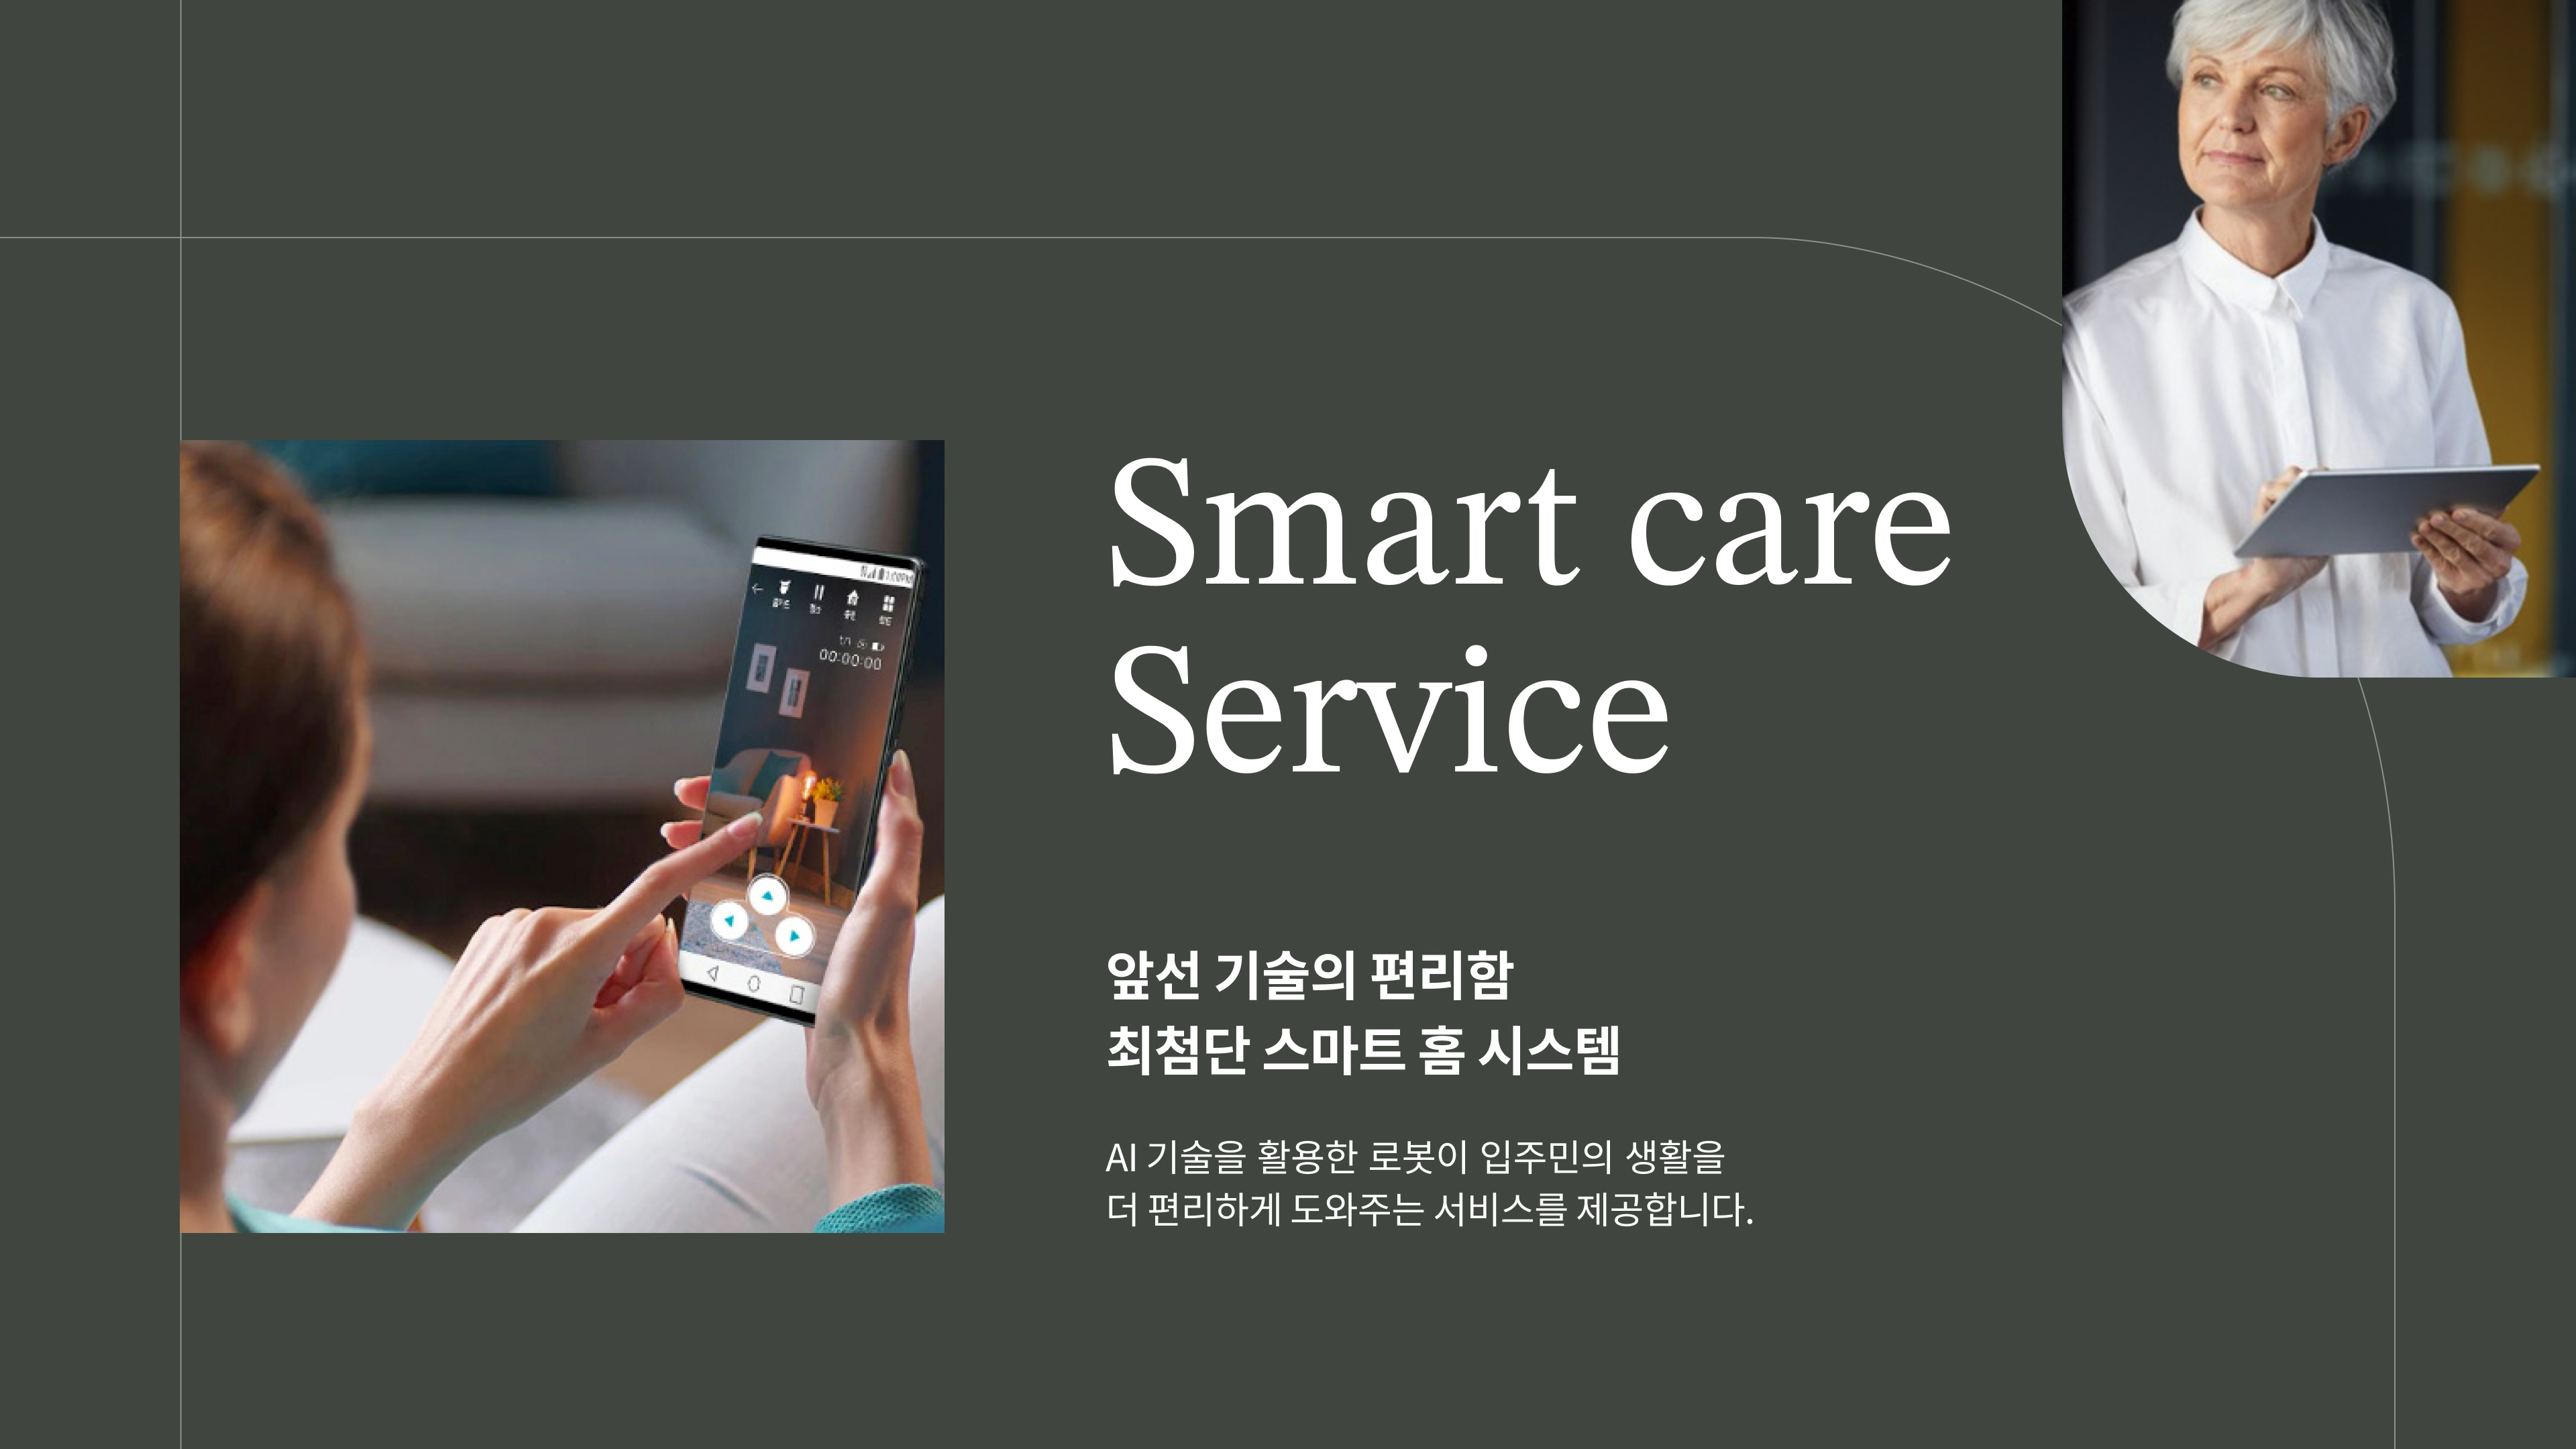 Smart care
Service
앞선 기술의 편리함
최첨단 스마트 홈 시스템
AI 기술을 활용한 로봇이 입주민의 생활을
더 편리하게 도와주는 서비스를 제공합니다.
1:00PM
00:00:00